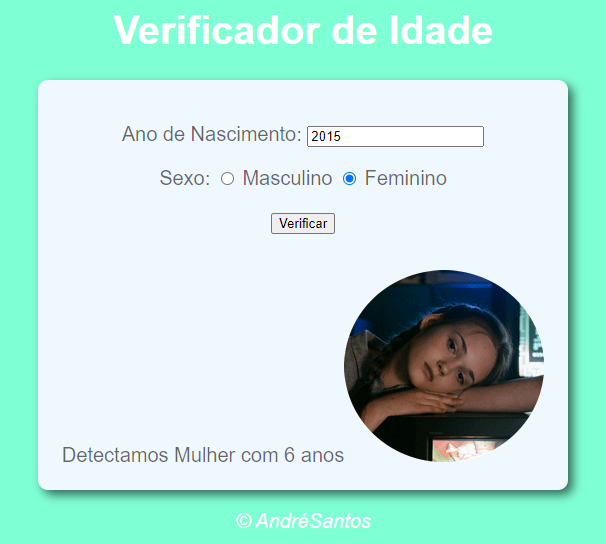 Verificador de Idade
Ano de Nascimento: 2015
Sexo: Masculino Feminino
Verificar
Detectamos Mulher com 6 anos
© AndréSantos